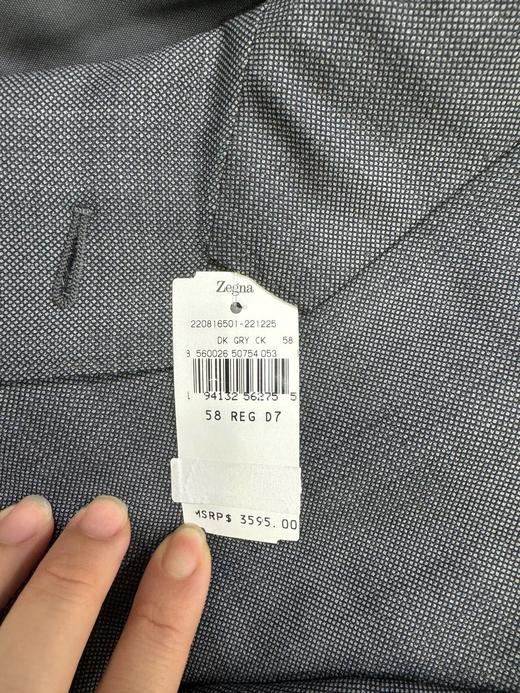 Zegna
220816501-221225
DK GRY CK 58
8 560026 50754 053
94132 56275 5
58 REG D7
MSRP$ 3595.00